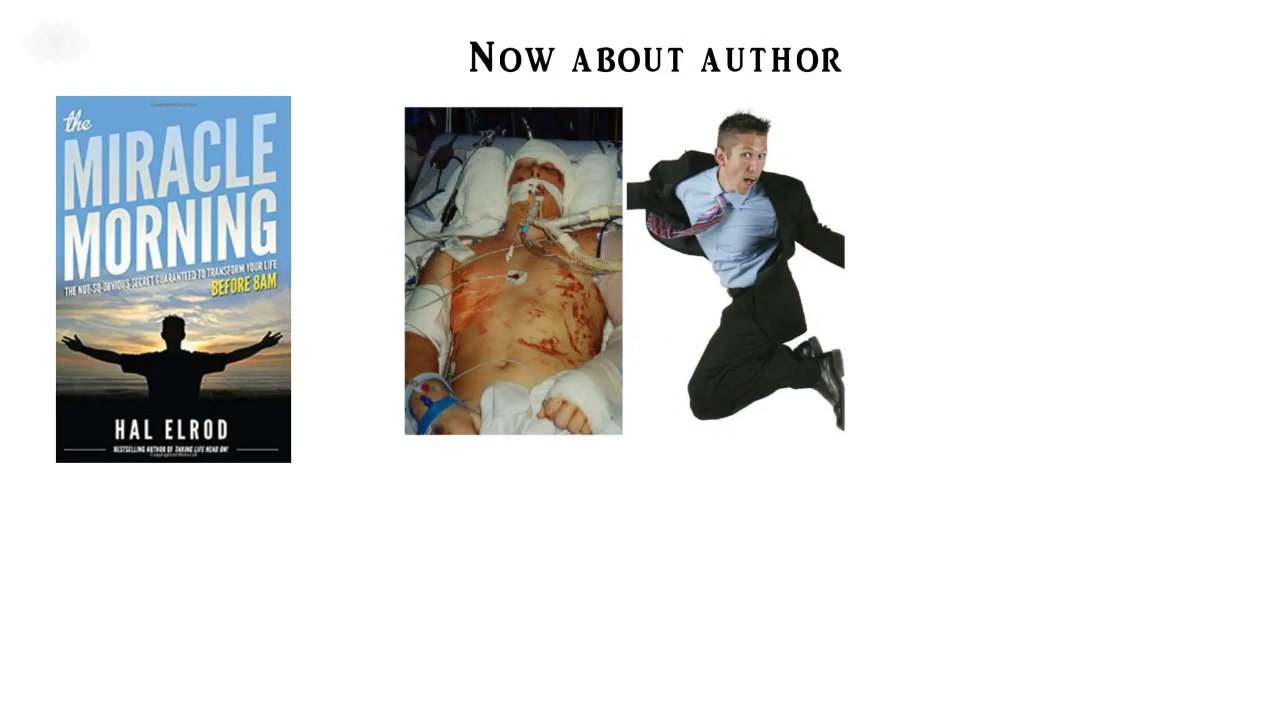 Now about author
the
MIRACLE
MORNING
THE NOT-SO-OBVIOUS SECRET GUARANTEED TO TRANSFORM YOUR LIFE
BEFORE 8AM
HAL ELROD
BESTSELLING AUTHOR OF TAKING LIFE HEAD ON!